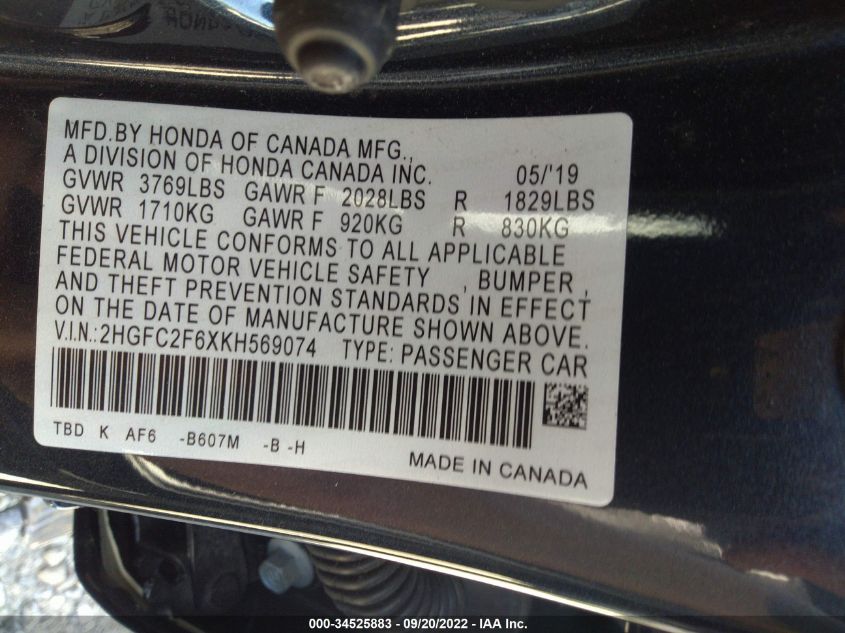 MFD.BY HONDA OF CANADA MFG.,
A DIVISION OF HONDA CANADA INC. 05/'19
GVWR 3769LBS GAWR F 2028LBS R 1829LBS
GVWR 1710KG GAWR F 920KG R 830KG
THIS VEHICLE CONFORMS TO ALL APPLICABLE
FEDERAL MOTOR VEHICLE SAFETY , BUMPER ,
AND THEFT PREVENTION STANDARDS IN EFFECT
ON THE DATE OF MANUFACTURE SHOWN ABOVE.
V.I.N.:2HGFC2F6XKH569074 TYPE: PASSENGER CAR
TBD K AF6 -B607M -B -H
MADE IN CANADA
000-34525883 - 09/20/2022 - IAA Inc.